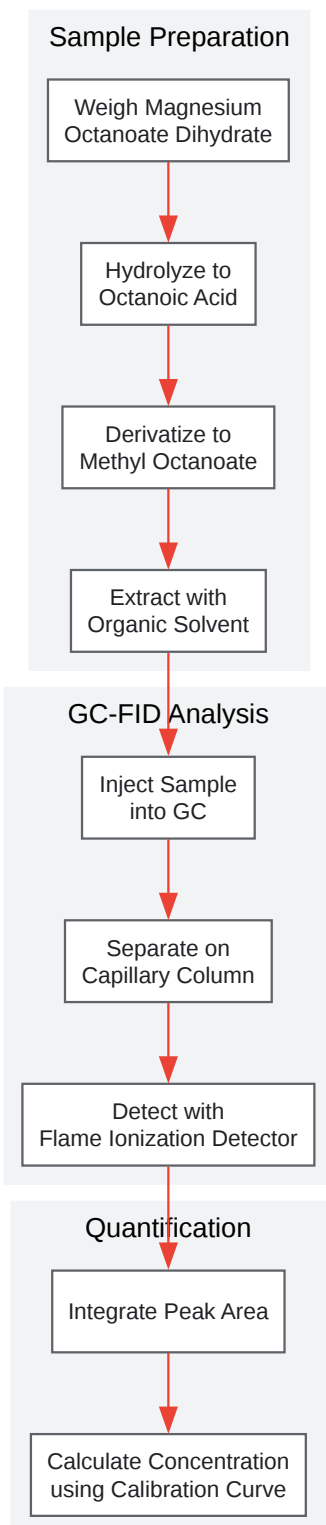 Sample Preparation
Weigh Magnesium
Octanoate Dihydrate
Hydrolyze to
Octanoic Acid
Derivatize to
Methyl Octanoate
Extract with
Organic Solvent
GC-FID Analysis
Inject Sample
into GC
Separate on
Capillary Column
Detect with
Flame Ionization Detector
Quantification
Integrate Peak Area
Calculate Concentration
using Calibration Curve